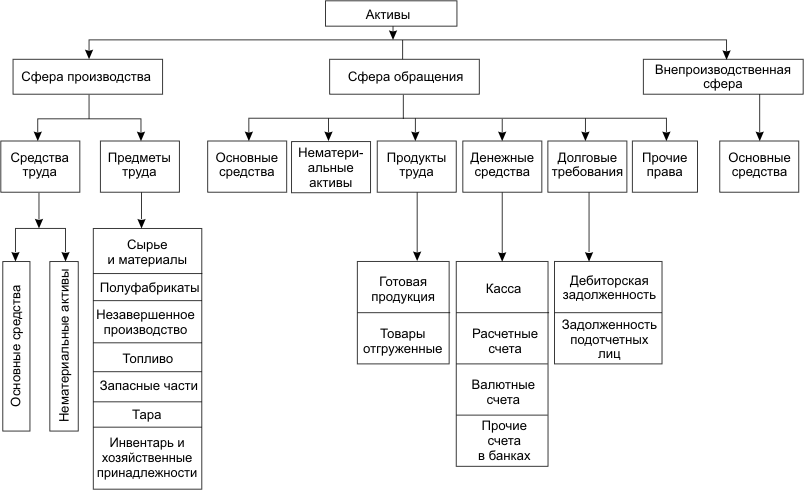 Активы
Сфера производства
Сфера обращения
Внепроизводственная
сфера
Средства
труда
Предметы
труда
Основные
средства
Нематери-
альные
активы
Продукты
труда
Денежные
средства
Долговые
требования
Прочие
права
Основные
средства
Основные средства
Нематериальные активы
Сырье
и материалы
Полуфабрикаты
Незавершенное
производство
Топливо
Запасные части
Тара
Инвентарь и
хозяйственные
принадлежности
Готовая
продукция
Товары
отгруженные
Касса
Расчетные
счета
Валютные
счета
Прочие
счета
в банках
Дебиторская
задолженность
Задолженность
подотчетных
лиц